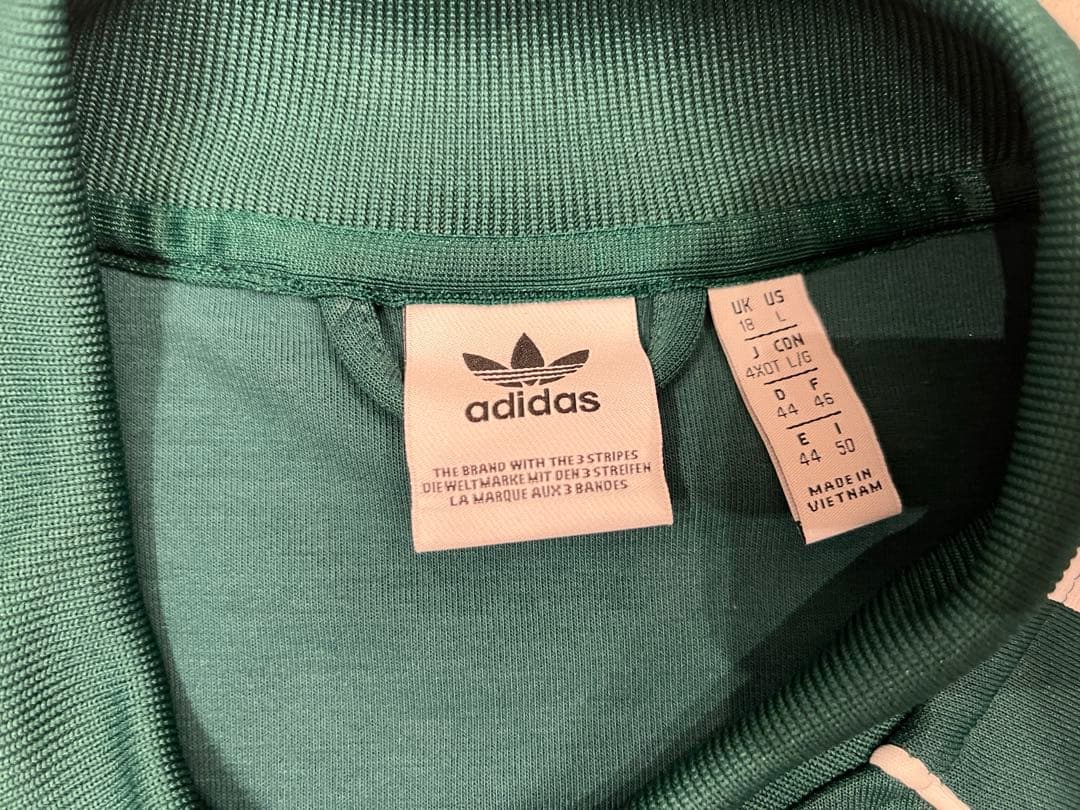 adidas
THE BRAND WITH THE 3 STRIPES
DIE WELTMARKE MIT DEN 3 STREIFEN
LA MARQUE AUX 3 BANDES
UK US
18 L
J CDN
4XOT L/G
D F
44 46
E I
44 50
MADE IN
VIETNAM